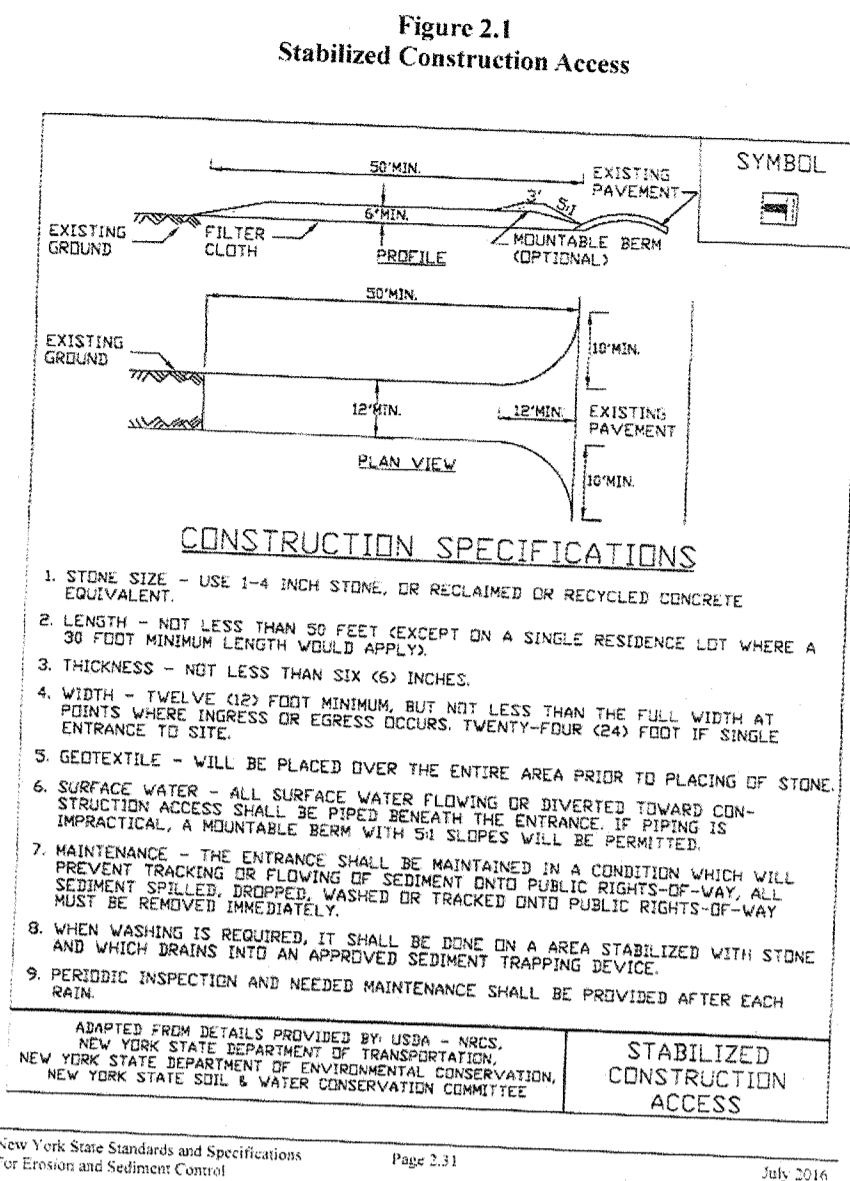 Figure 2.1
Stabilized Construction Access
SYMBOL
50'MIN.
EXISTING
PAVEMENT
3'
5:1
6"MIN.
EXISTING
GROUND
FILTER
CLOTH
PROFILE
MOUNTABLE BERM
(OPTIONAL)
50'MIN.
EXISTING
GROUND
10'MIN.
12'MIN.
12'MIN.
EXISTING
PAVEMENT
PLAN VIEW
10'MIN.
CONSTRUCTION SPECIFICATIONS
1. STONE SIZE - USE 1-4 INCH STONE, OR RECLAIMED OR RECYCLED CONCRETE
EQUIVALENT.
2. LENGTH - NOT LESS THAN 50 FEET (EXCEPT ON A SINGLE RESIDENCE LOT WHERE A
30 FOOT MINIMUM LENGTH WOULD APPLY).
3. THICKNESS - NOT LESS THAN SIX (6) INCHES.
4. WIDTH - TWELVE (12) FOOT MINIMUM, BUT NOT LESS THAN THE FULL WIDTH AT
POINTS WHERE INGRESS OR EGRESS OCCURS. TWENTY-FOUR (24) FOOT IF SINGLE
ENTRANCE TO SITE.
5. GEOTEXTILE - WILL BE PLACED OVER THE ENTIRE AREA PRIOR TO PLACING OF STONE.
6. SURFACE WATER - ALL SURFACE WATER FLOWING OR DIVERTED TOWARD CON-
STRUCTION ACCESS SHALL BE PIPED BENEATH THE ENTRANCE. IF PIPING IS
IMPRACTICAL, A MOUNTABLE BERM WITH 5:1 SLOPES WILL BE PERMITTED.
7. MAINTENANCE - THE ENTRANCE SHALL BE MAINTAINED IN A CONDITION WHICH WILL
PREVENT TRACKING OR FLOWING OF SEDIMENT ONTO PUBLIC RIGHTS-OF-WAY, ALL
SEDIMENT SPILLED, DROPPED, WASHED OR TRACKED ONTO PUBLIC RIGHTS-OF-WAY
MUST BE REMOVED IMMEDIATELY.
8. WHEN WASHING IS REQUIRED, IT SHALL BE DONE ON A AREA STABILIZED WITH STONE
AND WHICH DRAINS INTO AN APPROVED SEDIMENT TRAPPING DEVICE.
9. PERIODIC INSPECTION AND NEEDED MAINTENANCE SHALL BE PROVIDED AFTER EACH
RAIN.
ADAPTED FROM DETAILS PROVIDED BY: USDA - NRCS,
NEW YORK STATE DEPARTMENT OF TRANSPORTATION,
NEW YORK STATE DEPARTMENT OF ENVIRONMENTAL CONSERVATION,
NEW YORK STATE SOIL & WATER CONSERVATION COMMITTEE
STABILIZED
CONSTRUCTION
ACCESS
New York State Standards and Specifications
For Erosion and Sediment Control
Page 2.31
July 2016